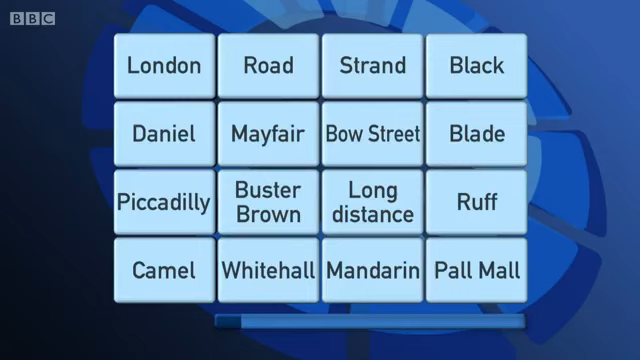 BBC
London Road Strand Black
Daniel Mayfair Bow Street Blade
Piccadilly Buster Brown Long distance Ruff
Camel Whitehall Mandarin Pall Mall